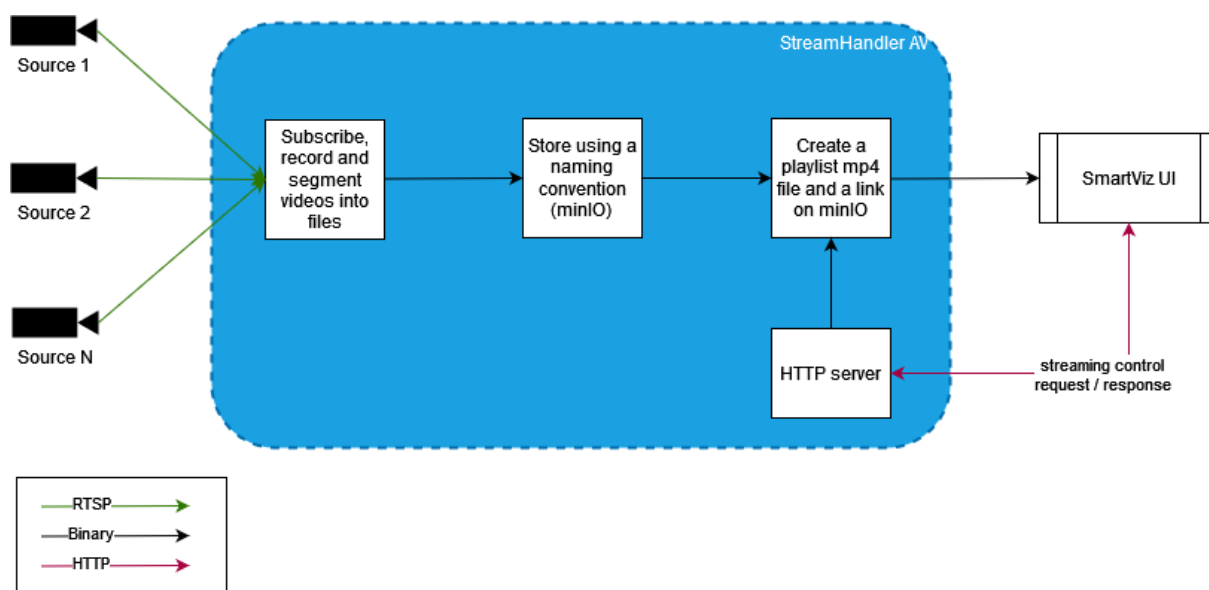 StreamHandler AV
Source 1
Subscribe,
record and
segment
videos into
files
Store using a
naming
convention
(minIO)
Create a
playlist mp4
file and a link
on minIO
SmartViz UI
Source 2
Source N
HTTP server
streaming control
request / response
RTSP
Binary
HTTP